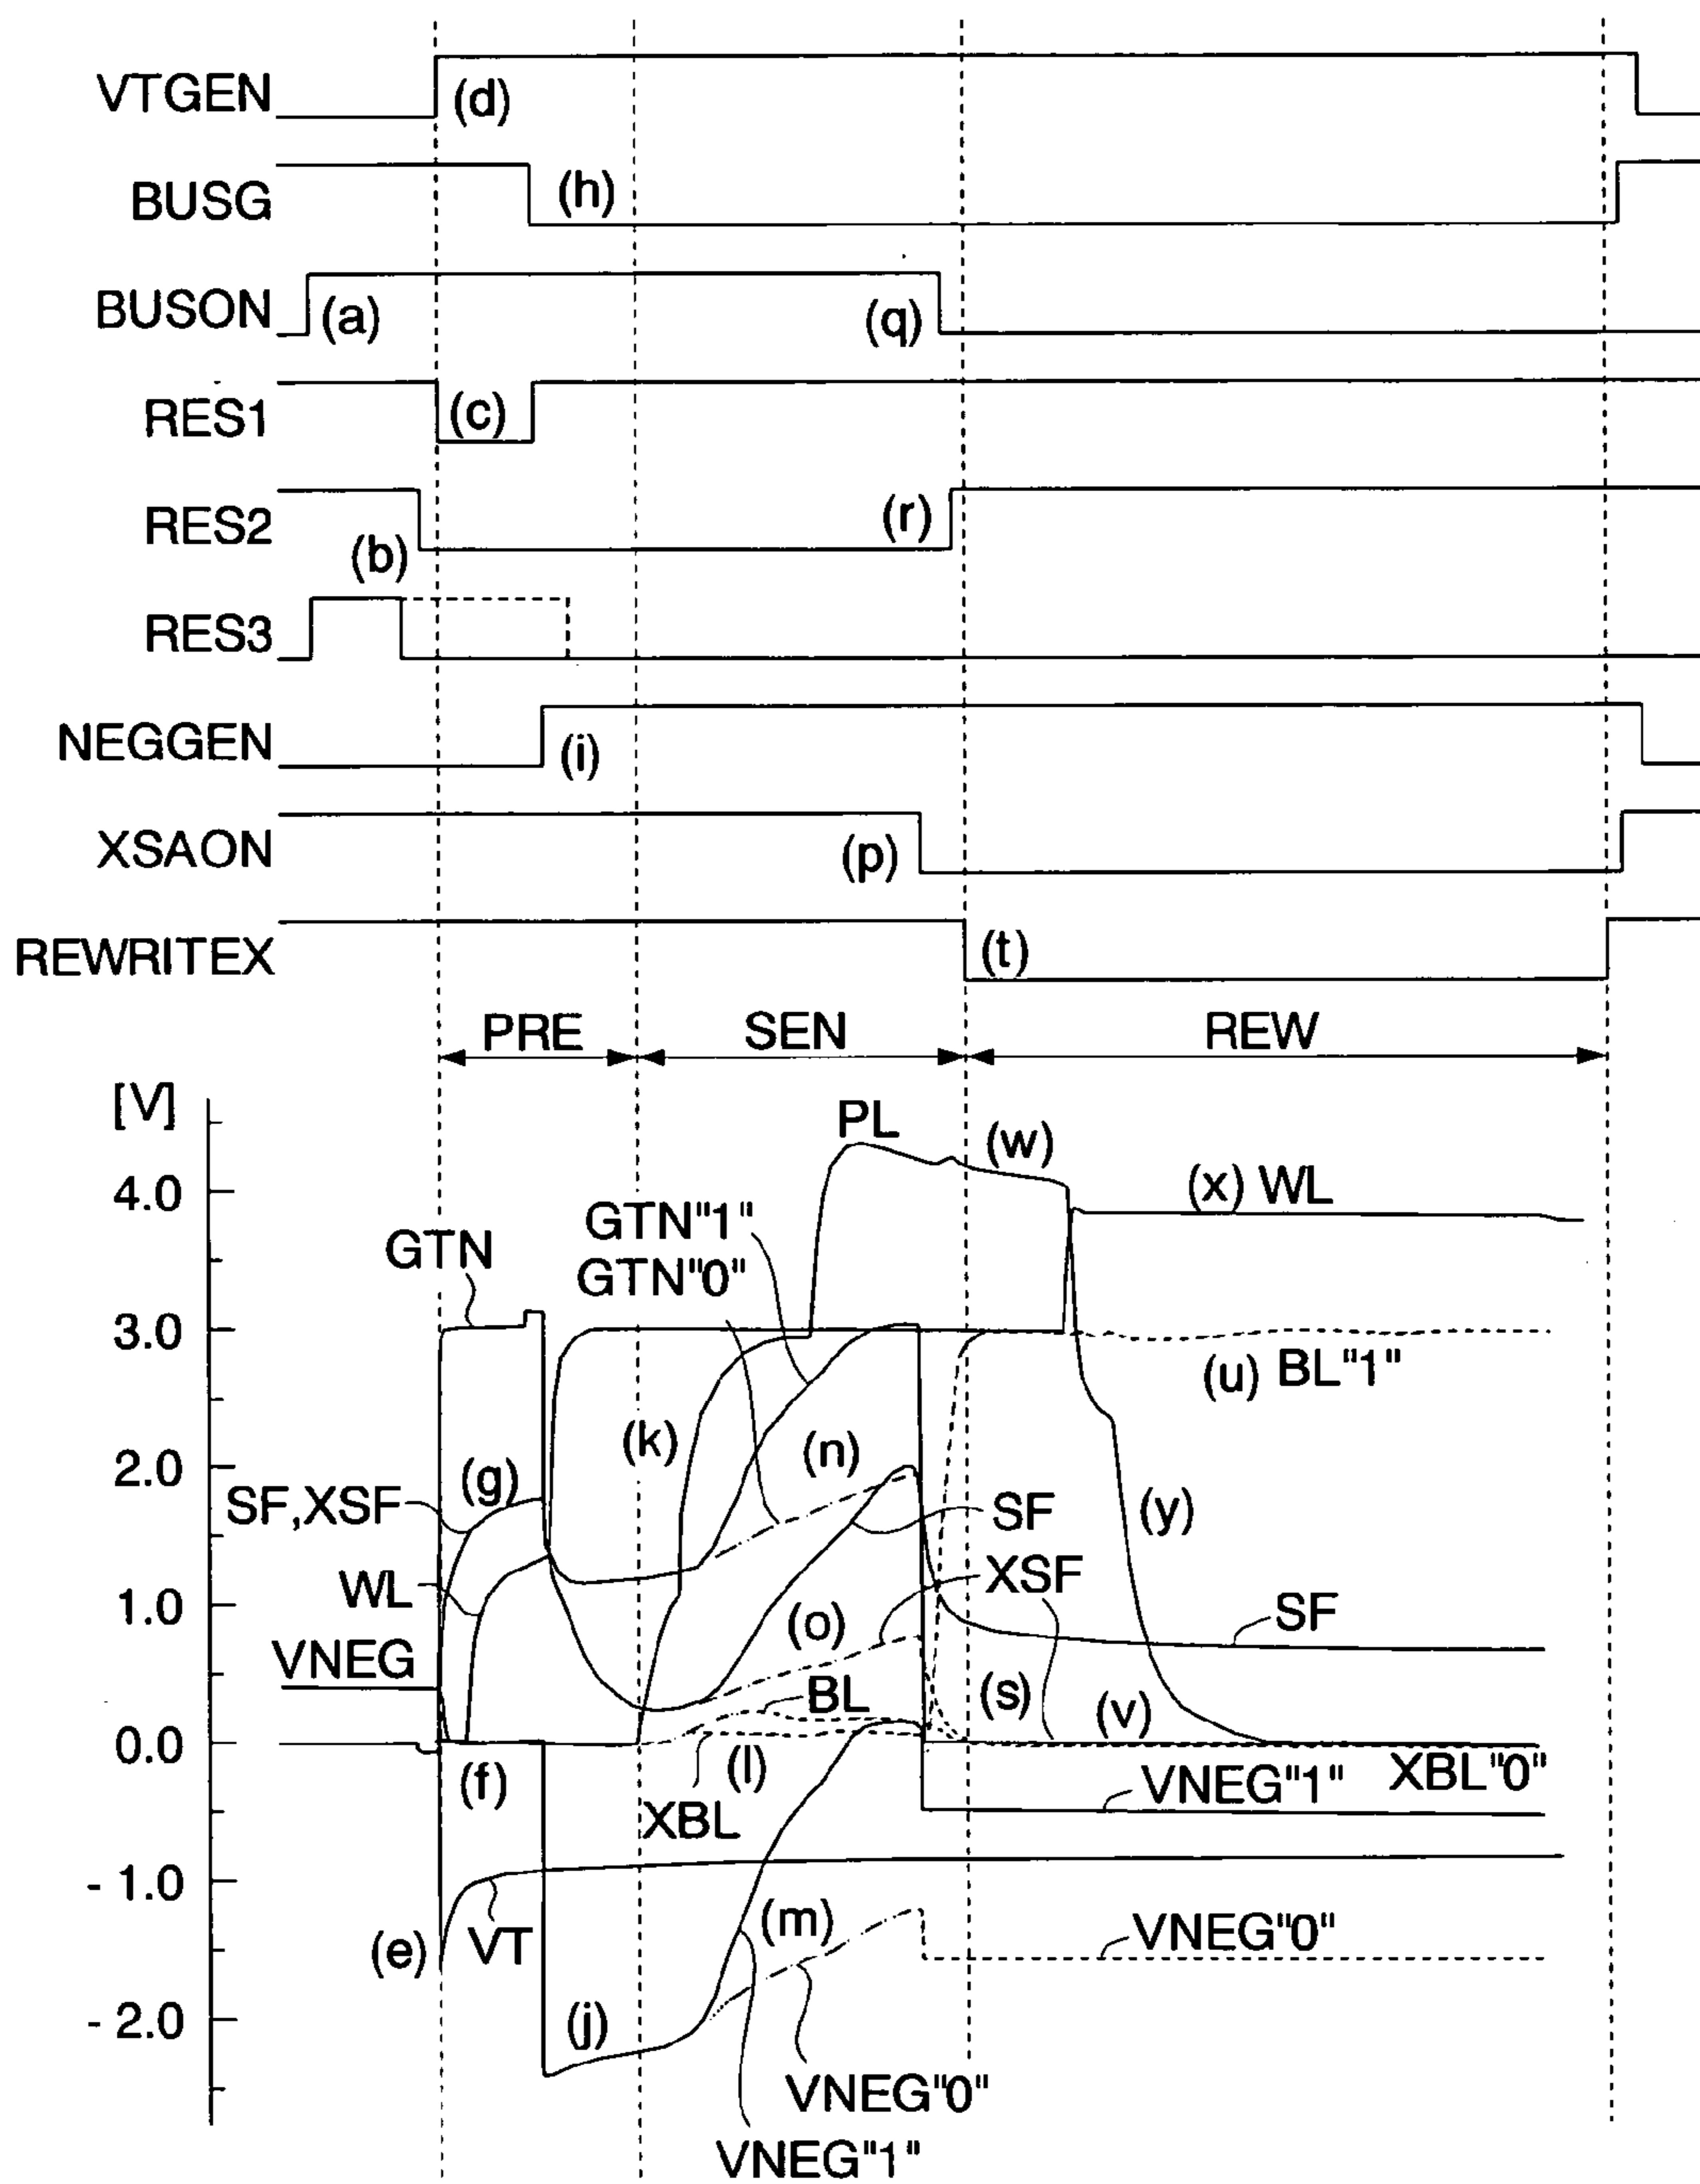 VTGEN (d)
BUSG (h)
BUSON (a) (q)
RES1 (c)
RES2 (b) (r)
RES3
NEGGEN (i)
XSAON (p)
REWRITEX (t)
PRE SEN REW
[V]
PL (w)
4.0 (x) WL
GTN GTN"1"
GTN"0"
3.0
(u) BL"1"
(k) (n)
2.0 (g)
SF,XSF SF (y)
WL XSF
1.0 (o) SF
VNEG BL (s) (v)
0.0
(f) (l) XBL"0"
XBL VNEG"1"
- 1.0
(e) VT (m) VNEG"0"
- 2.0 (j)
VNEG"0"
VNEG"1"